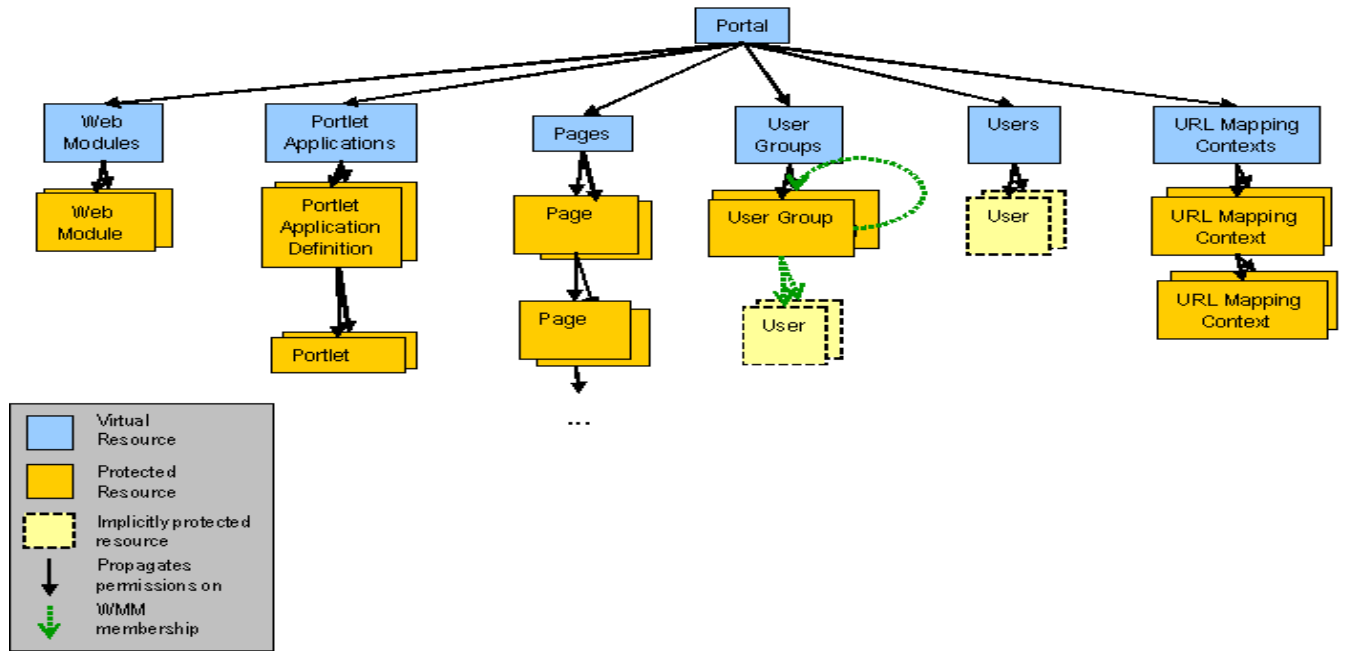 Portal
Web
Modules
Portlet
Applications
Pages
User
Groups
Users
URL Mapping
Contexts
Web
Module
Portlet
Application
Definition
Page
User Group
User
URL Mapping
Context
Portlet
Page
User
URL Mapping
Context
...
Virtual
Resource
Protected
Resource
Implicitly protected
resource
Propagates
permissions on
WMM
membership